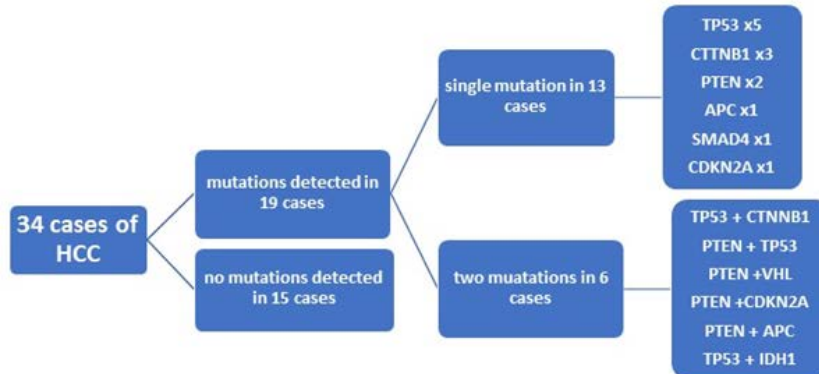 34 cases of
HCC
mutations detected in
19 cases
no mutations detected
in 15 cases
single mutation in 13
cases
two muatations in 6
cases
TP53 x5
CTTNB1 x3
PTEN x2
APC x1
SMAD4 x1
CDKN2A x1
TP53 + CTNNB1
PTEN + TP53
PTEN +VHL
PTEN +CDKN2A
PTEN + APC
TP53 + IDH1